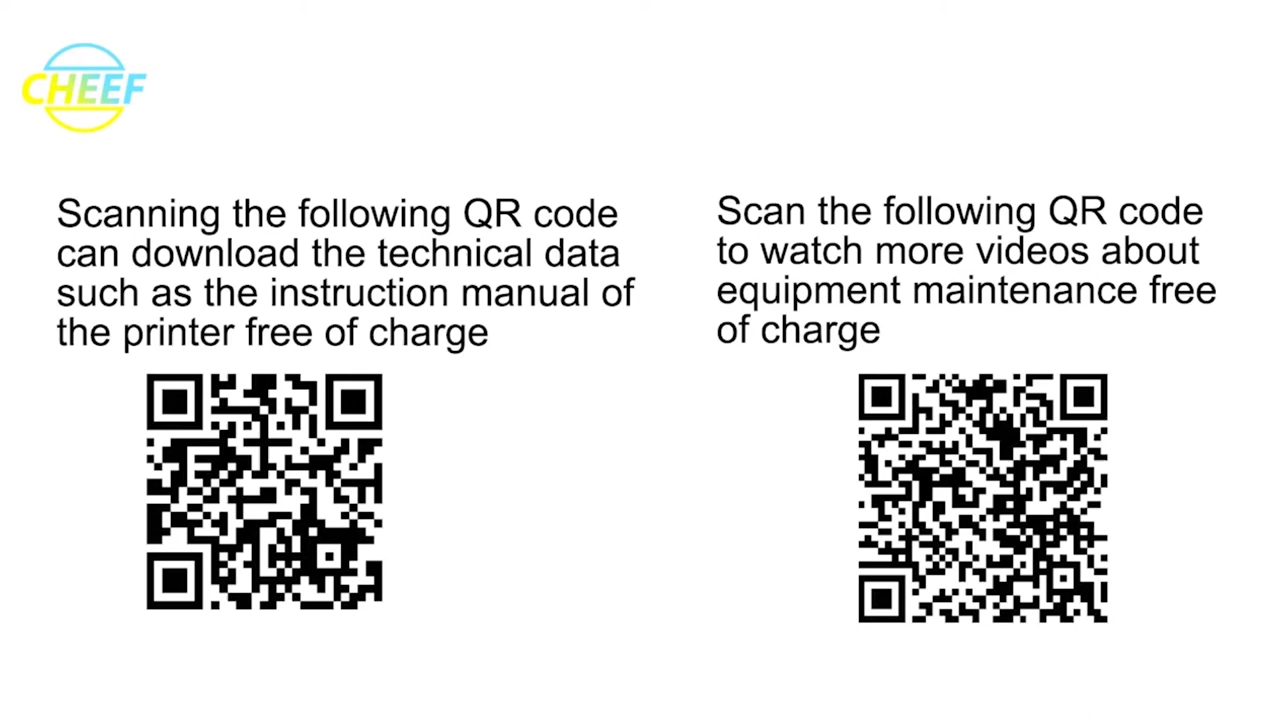 CHEEF
Scanning the following QR code
can download the technical data
such as the instruction manual of
the printer free of charge
Scan the following QR code
to watch more videos about
equipment maintenance free
of charge